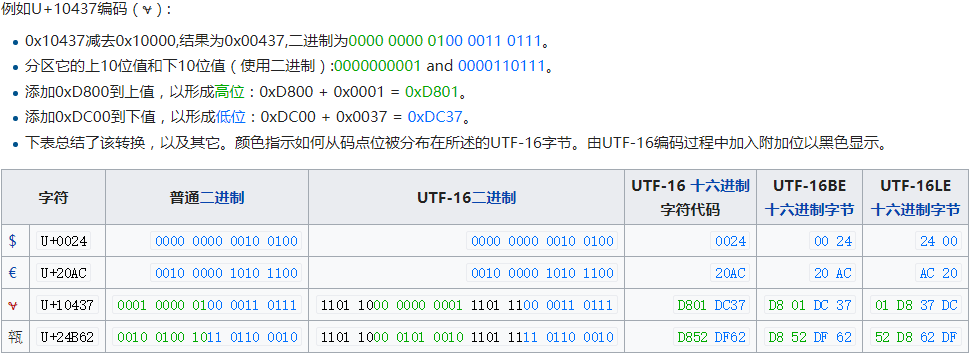 例如U+10437编码（𐐷）:
0x10437减去0x10000,结果为0x00437,二进制为0000 0000 0100 0011 0111。
分区它的上10位值和下10位值（使用二进制）:0000000001 and 0000110111。
添加0xD800到上值，以形成高位：0xD800 + 0x0001 = 0xD801。
添加0xDC00到下值，以形成低位：0xDC00 + 0x0037 = 0xDC37。
下表总结了该转换，以及其它。颜色指示如何从码点位被分布在所述的UTF-16字节。由UTF-16编码过程中加入附加位以黑色显示。
字符 普通二进制 UTF-16二进制 UTF-16 十六进制 字符代码 UTF-16BE 十六进制字节 UTF-16LE 十六进制字节
$ U+0024 0000 0000 0010 0100 0000 0000 0010 0100 0024 00 24 24 00
€ U+20AC 0010 0000 1010 1100 0010 0000 1010 1100 20AC 20 AC AC 20
𐐷 U+10437 0001 0000 0100 0011 0111 1101 1000 0000 0001 1101 1100 0011 0111 D801 DC37 D8 01 DC 37 01 D8 37 DC
𤭢 U+24B62 0010 0100 1011 0110 0010 1101 1000 0101 0010 1101 1111 0110 0010 D852 DF62 D8 52 DF 62 52 D8 62 DF